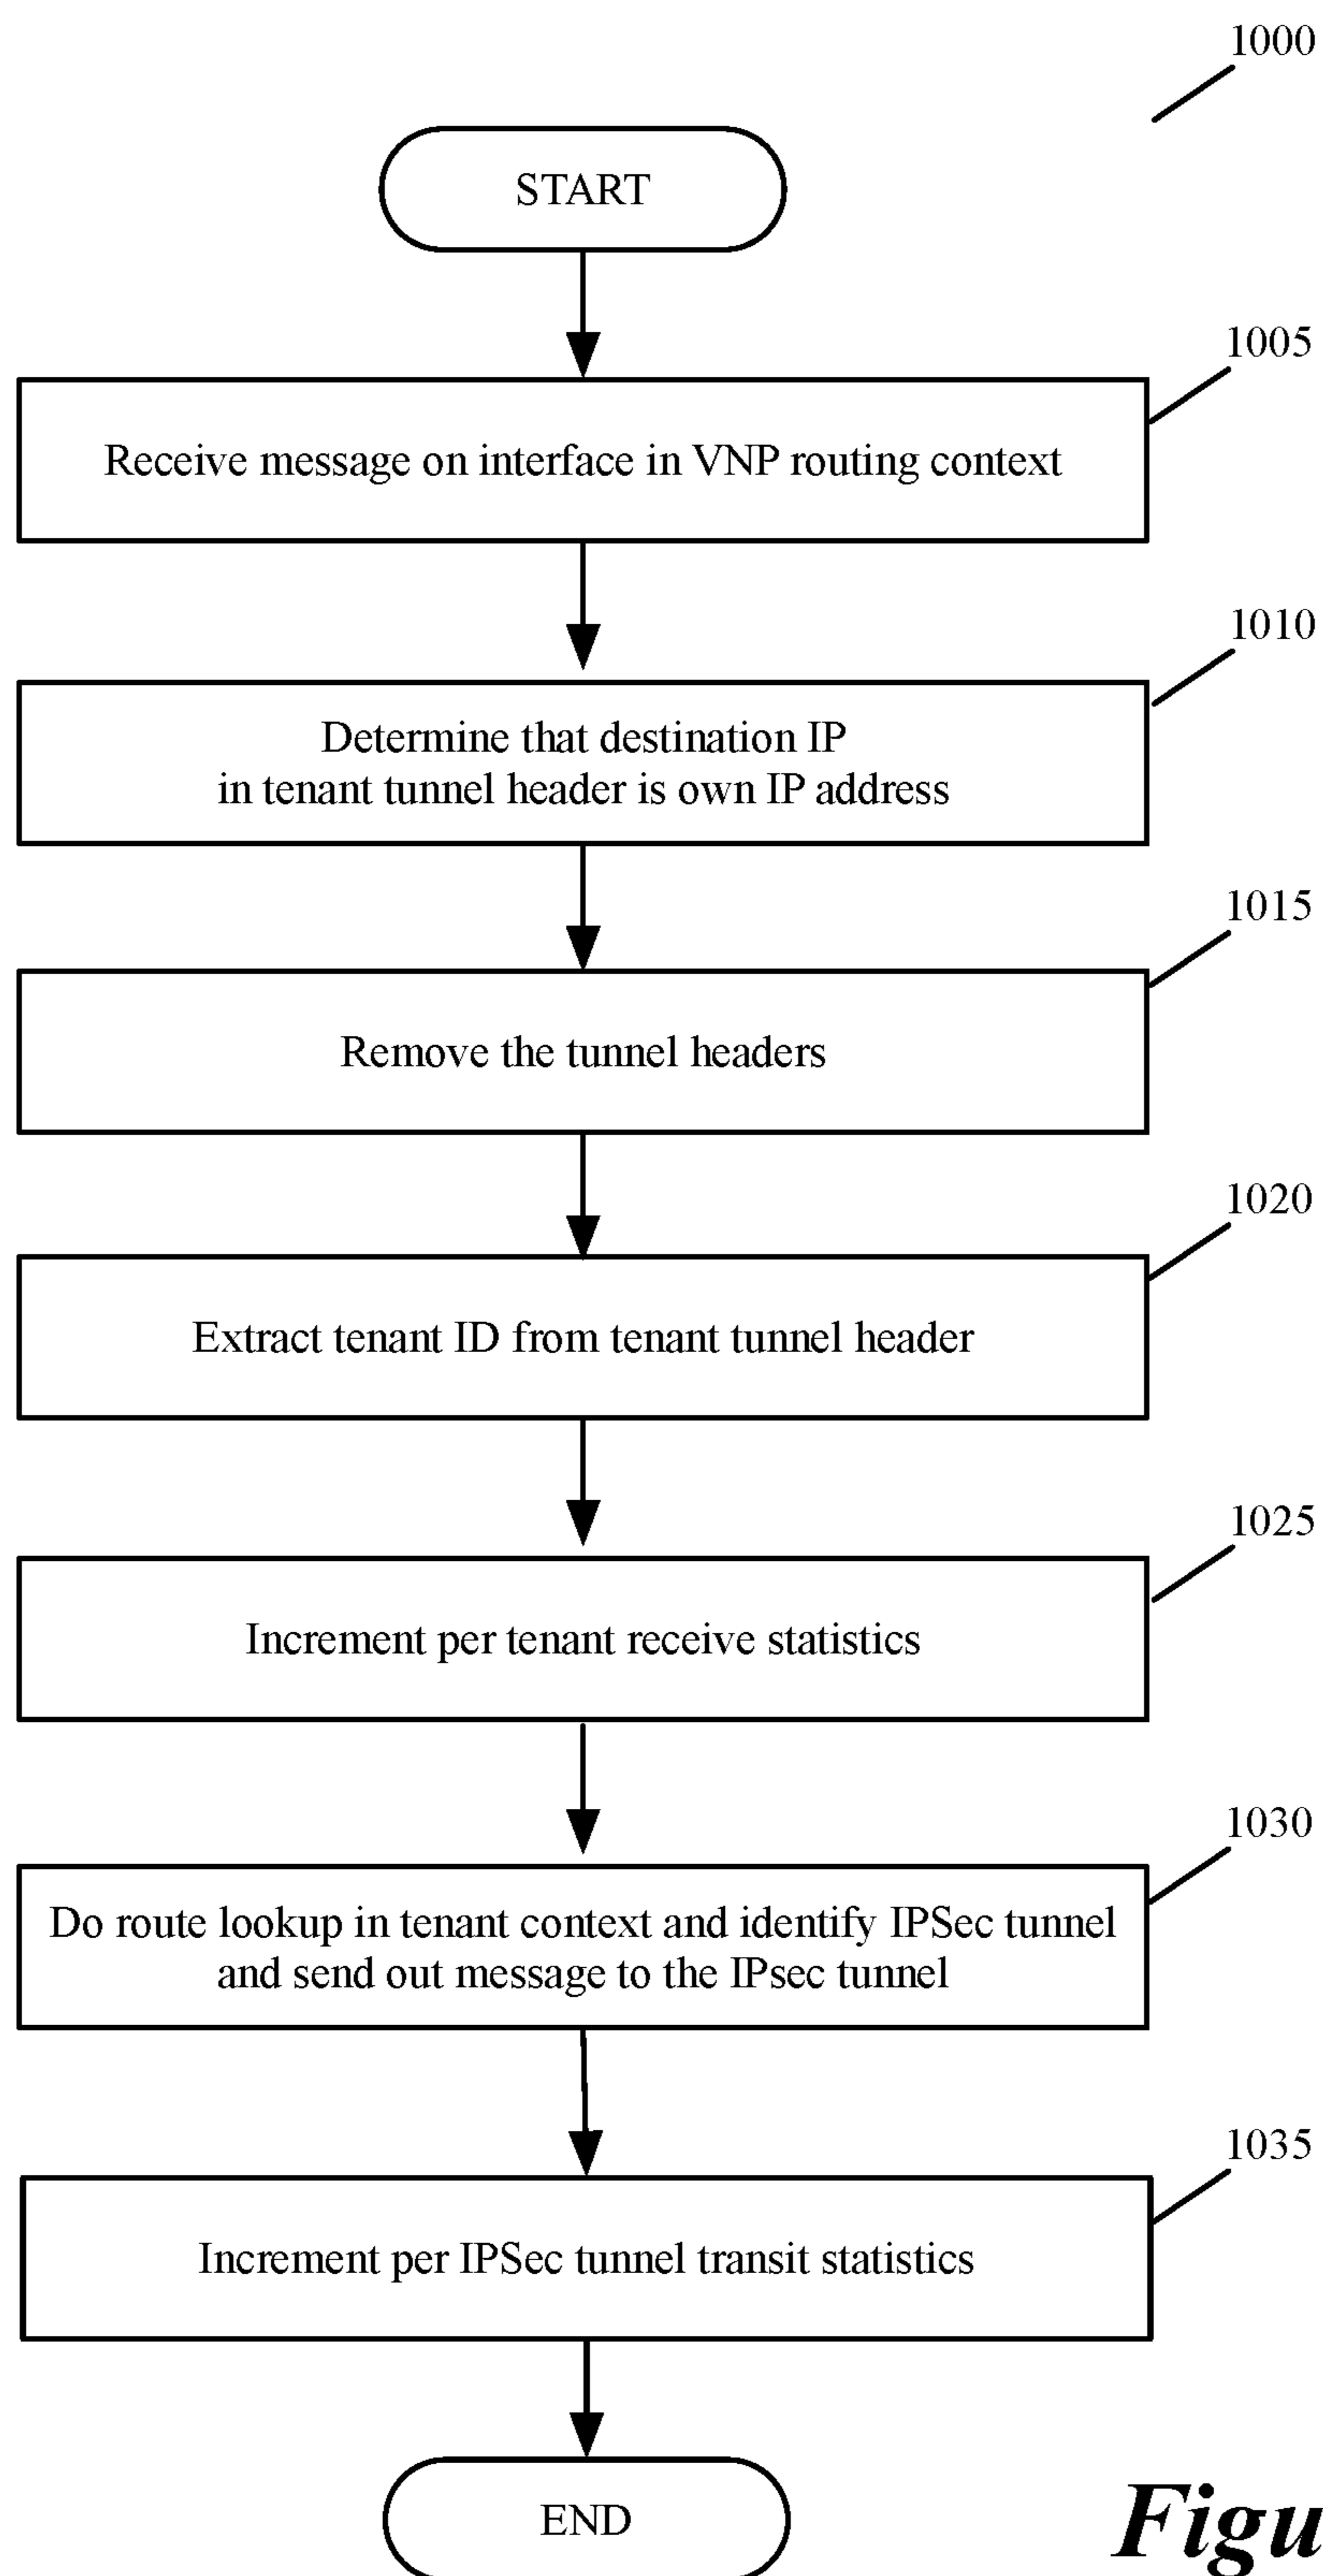 1000
START
1005
Receive message on interface in VNP routing context
1010
Determine that destination IP
in tenant tunnel header is own IP address
1015
Remove the tunnel headers
1020
Extract tenant ID from tenant tunnel header
1025
Increment per tenant receive statistics
1030
Do route lookup in tenant context and identify IPSec tunnel
and send out message to the IPsec tunnel
1035
Increment per IPSec tunnel transit statistics
END
Figu